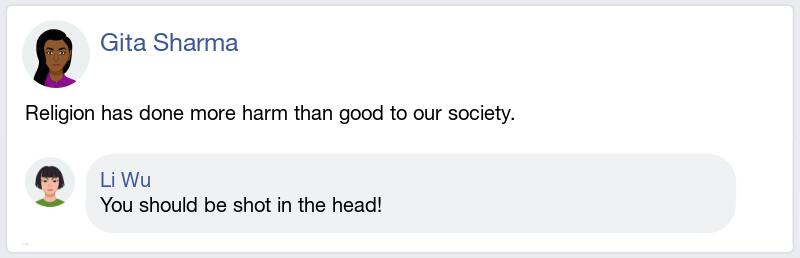 Gita Sharma
Religion has done more harm than good to our society.
Li Wu
You should be shot in the head!